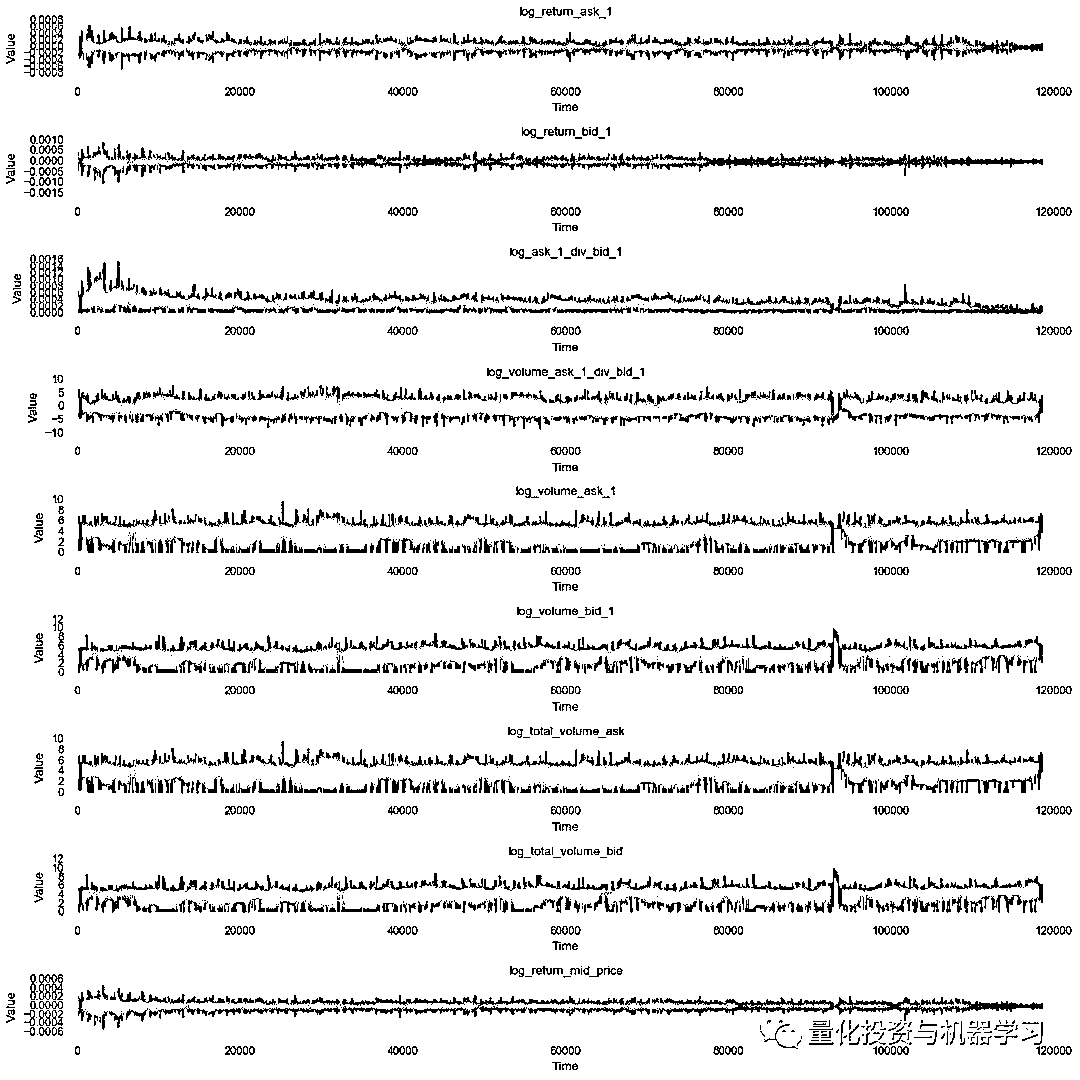 log_return_ask_1
Value
0 20000 40000 60000 80000 100000 120000
Time
log_return_bid_1
Value
0.0010
0.0005
0.0000
−0.0005
−0.0010
−0.0015
0 20000 40000 60000 80000 100000 120000
Time
log_ask_1_div_bid_1
Value
0 20000 40000 60000 80000 100000 120000
Time
log_volume_ask_1_div_bid_1
Value
10
5
0
−5
−10
0 20000 40000 60000 80000 100000 120000
Time
log_volume_ask_1
Value
10
8
6
4
2
0
0 20000 40000 60000 80000 100000 120000
Time
log_volume_bid_1
Value
12
10
8
6
4
2
0
0 20000 40000 60000 80000 100000 120000
Time
log_total_volume_ask
Value
10
8
6
4
2
0
0 20000 40000 60000 80000 100000 120000
Time
log_total_volume_bid
Value
12
10
8
6
4
2
0
0 20000 40000 60000 80000 100000 120000
Time
log_return_mid_price
Value
0.0006
0.0004
0.0002
0.0000
−0.0002
−0.0004
−0.0006
0 20000 40000 60000 80000 100000 120000
Time
量化投资与机器学习